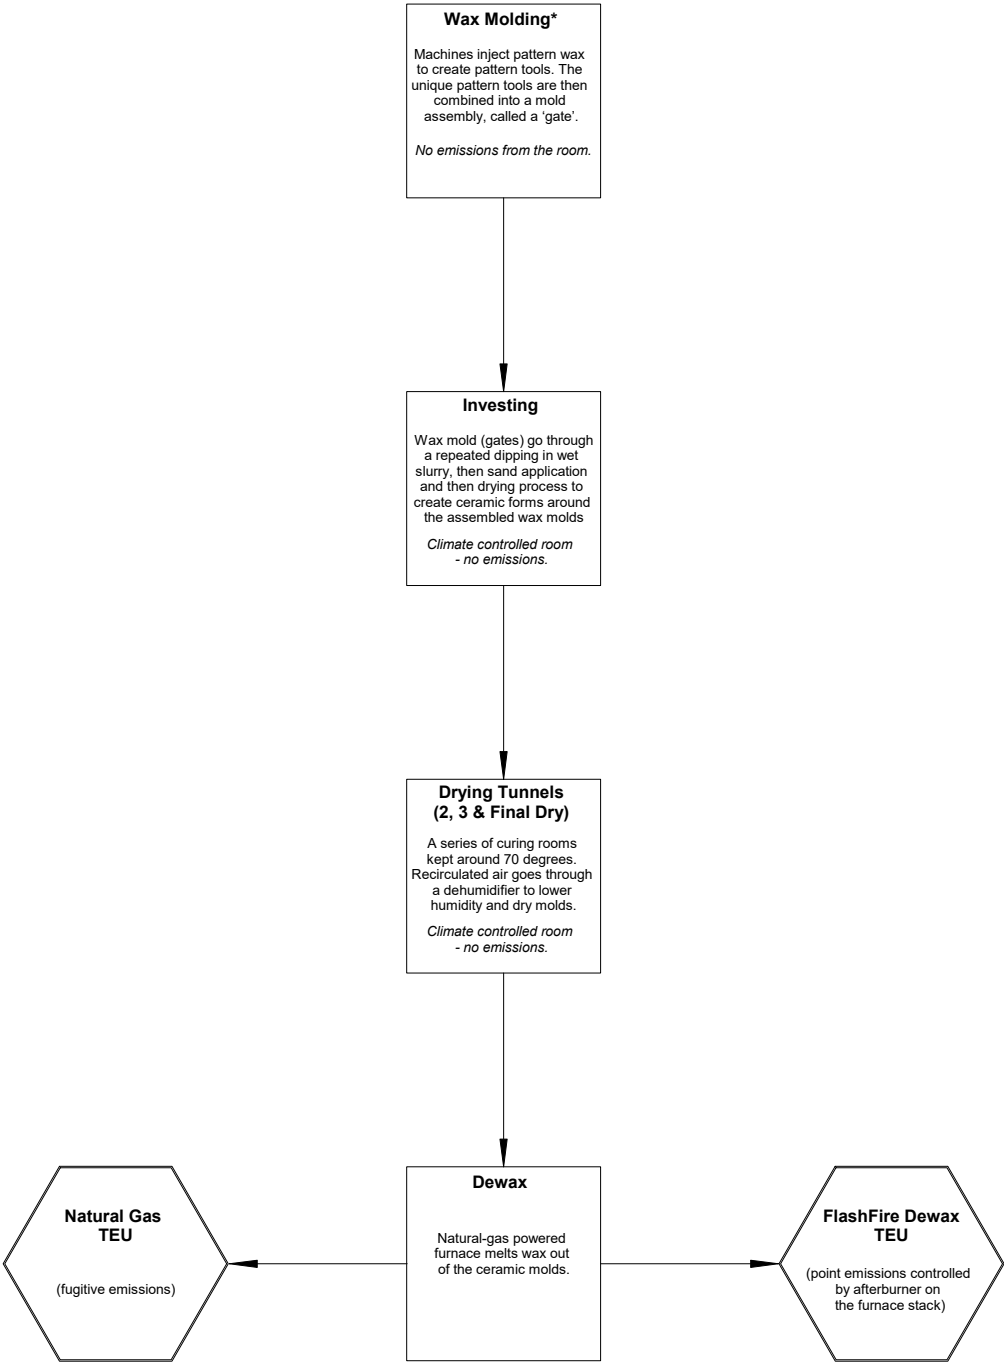 Wax Molding*
Machines inject pattern wax
to create pattern tools. The
unique pattern tools are then
combined into a mold
assembly, called a ‘gate’.
No emissions from the room.
Investing
Wax mold (gates) go through
a repeated dipping in wet
slurry, then sand application
and then drying process to
create ceramic forms around
the assembled wax molds
Climate controlled room
- no emissions.
Drying Tunnels
(2, 3 & Final Dry)
A series of curing rooms
kept around 70 degrees.
Recirculated air goes through
a dehumidifier to lower
humidity and dry molds.
Climate controlled room
- no emissions.
Natural Gas
TEU
(fugitive emissions)
Dewax
Natural-gas powered
furnace melts wax out
of the ceramic molds.
FlashFire Dewax
TEU
(point emissions controlled
by afterburner on
the furnace stack)